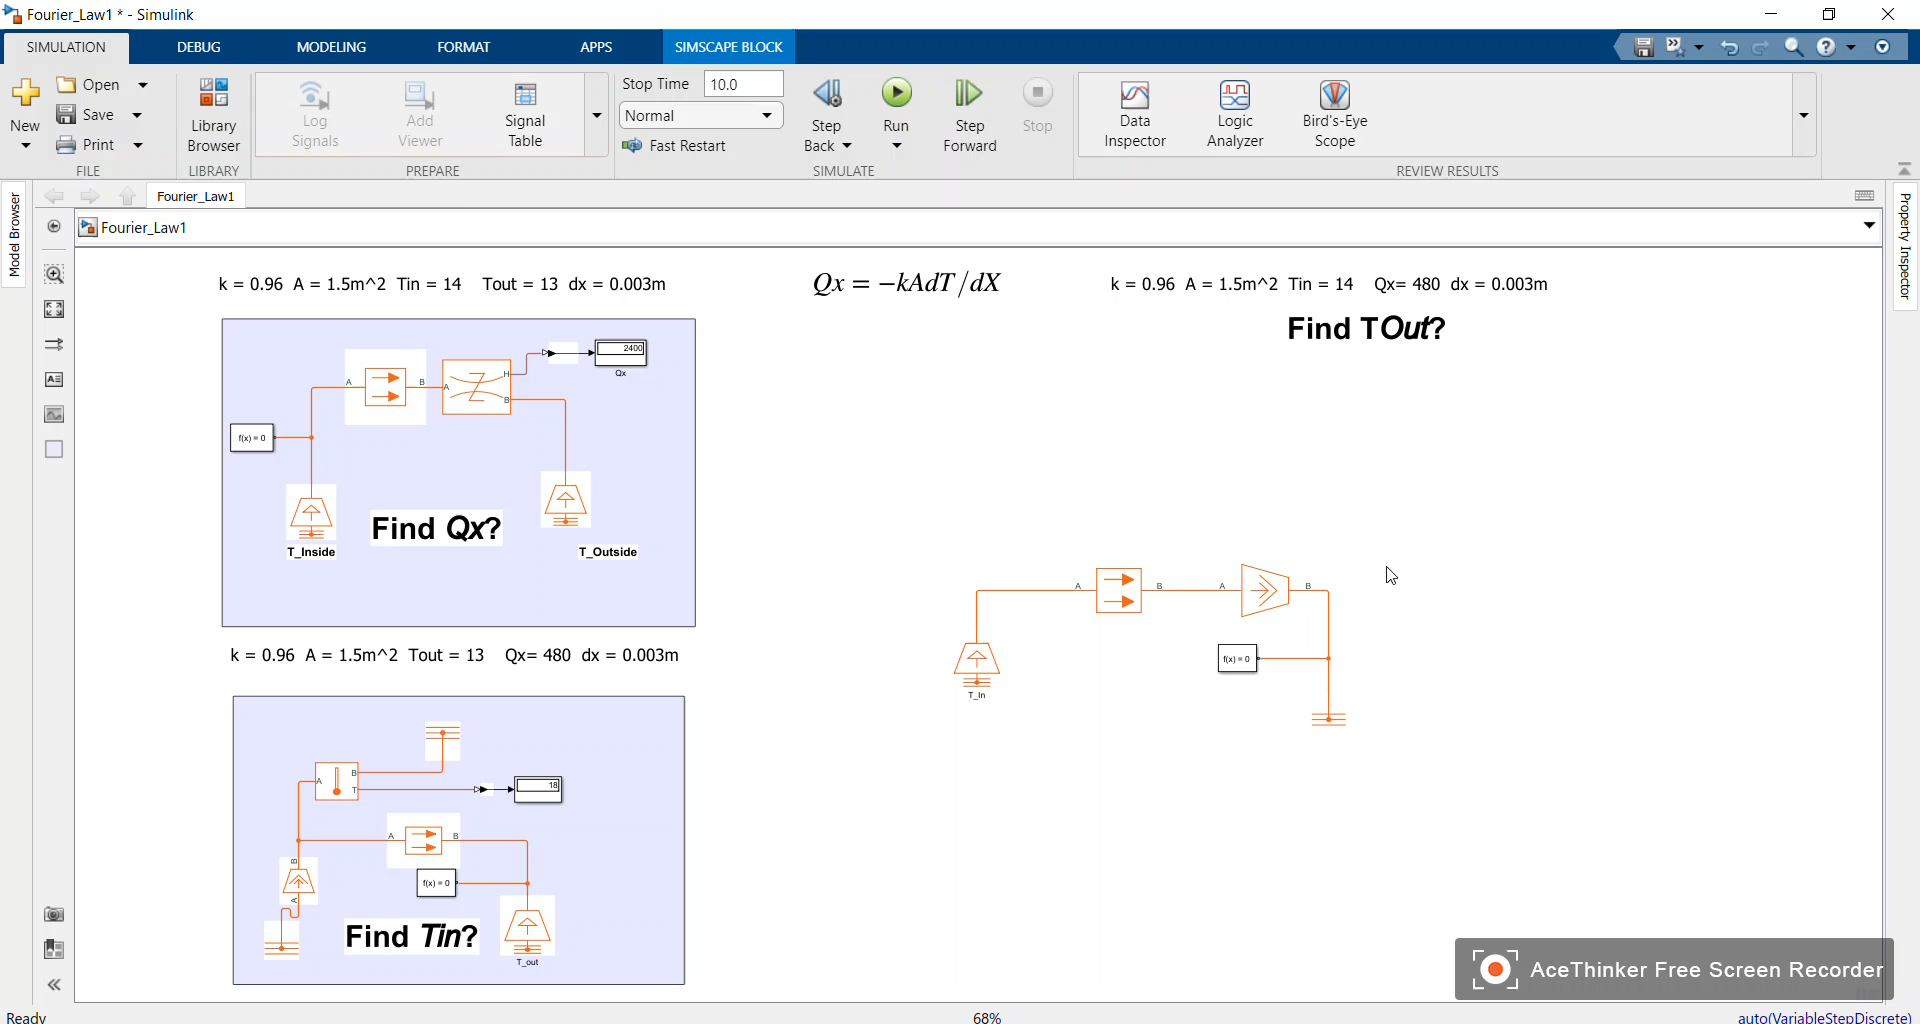 Fourier_Law1 * - Simulink
SIMULATION
DEBUG
MODELING
FORMAT
APPS
SIMSCAPE BLOCK
New
Open
Save
Print
FILE
Library
Browser
LIBRARY
Log
Signals
Add
Viewer
Signal
Table
PREPARE
Stop Time 10.0
Normal
Fast Restart
Step
Back
Run
Step
Forward
Stop
SIMULATE
Data
Inspector
Logic
Analyzer
Bird's-Eye
Scope
REVIEW RESULTS
Model Browser
Property Inspector
Fourier_Law1
Fourier_Law1
k = 0.96 A = 1.5m^2 Tin = 14 Tout = 13 dx = 0.003m
Qx = −kAdT/dX
k = 0.96 A = 1.5m^2 Tin = 14 Qx= 480 dx = 0.003m
Find TOut?
2400
Qx
A
B
A
H
B
f(x) = 0
Find Qx?
T_Inside
T_Outside
A
B
A
B
f(x) = 0
T_In
k = 0.96 A = 1.5m^2 Tout = 13 Qx= 480 dx = 0.003m
A
B
T
18
A
B
B
A
f(x) = 0
Find Tin?
T_out
AceThinker Free Screen Recorder
Ready
68%
auto(VariableStepDiscrete)